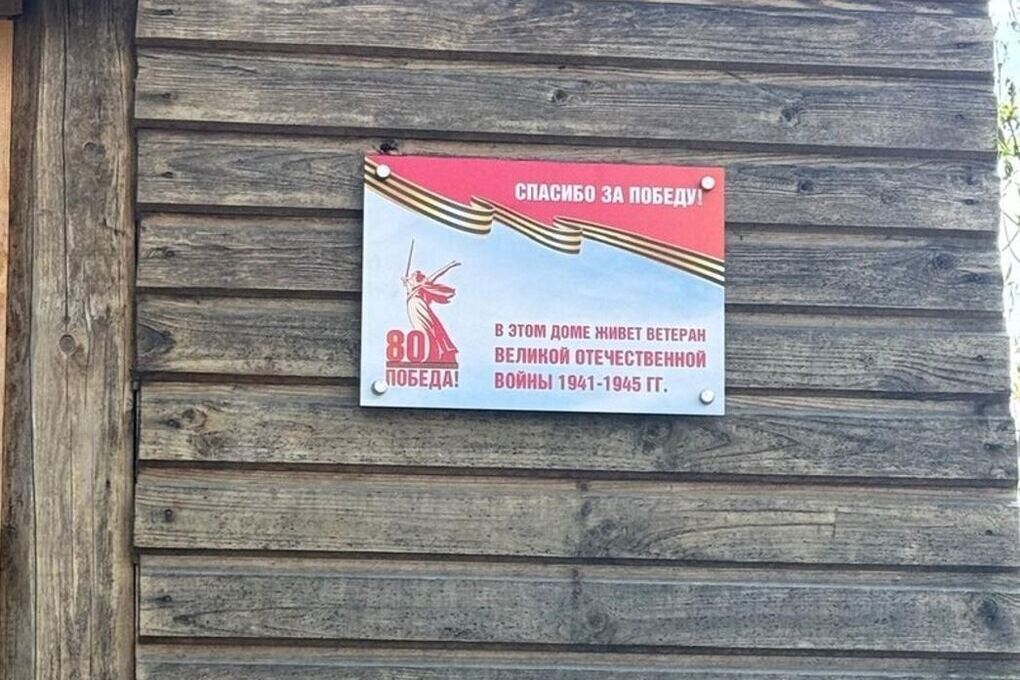 СПАСИБО ЗА ПОБЕДУ!
80
ПОБЕДА!
В ЭТОМ ДОМЕ ЖИВЕТ ВЕТЕРАН
ВЕЛИКОЙ ОТЕЧЕСТВЕННОЙ
ВОЙНЫ 1941-1945 ГГ.